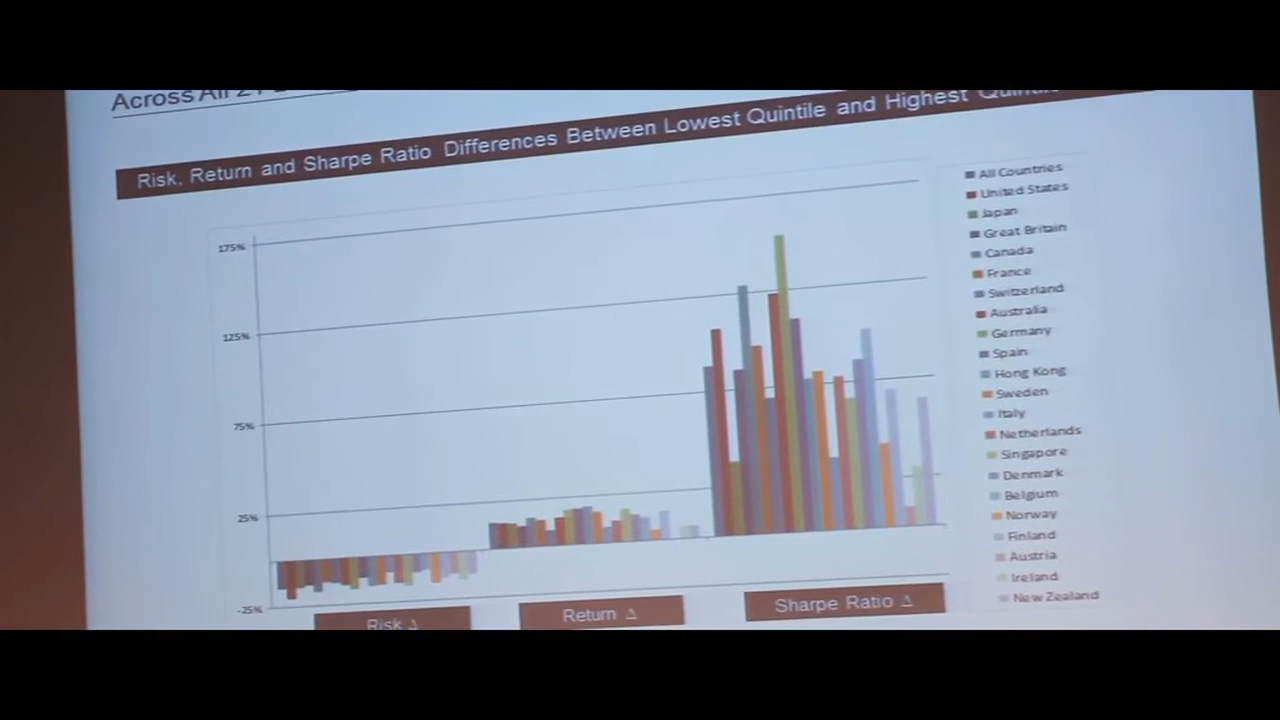 Across All
Risk, Return and Sharpe Ratio Differences Between Lowest Quintile and Highest
175%
125%
75%
25%
-25%
All Countries
United States
Japan
Great Britain
Canada
France
Switzerland
Australia
Germany
Spain
Hong Kong
Sweden
Italy
Netherlands
Singapore
Denmark
Belgium
Norway
Finland
Austria
Ireland
New Zealand
Risk Δ
Return Δ
Sharpe Ratio Δ